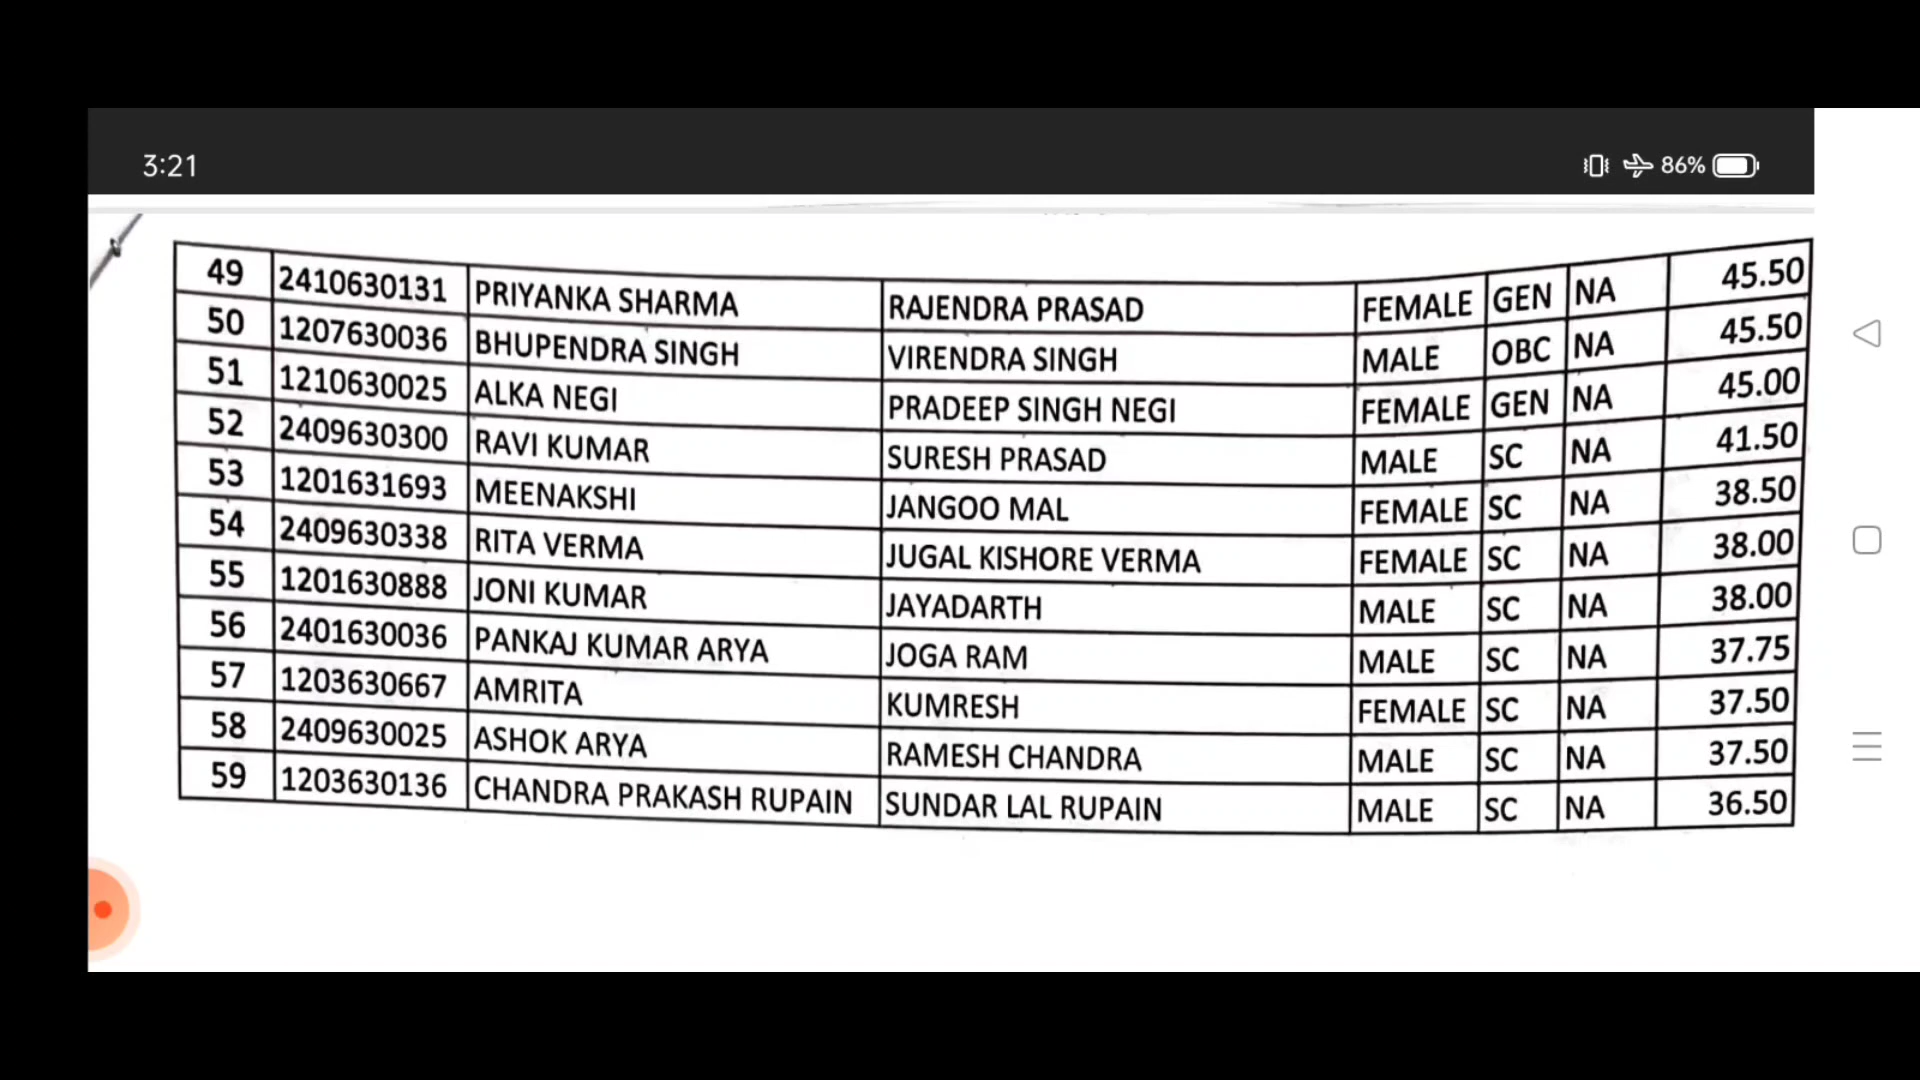 3:21 86%
49 2410630131 PRIYANKA SHARMA RAJENDRA PRASAD FEMALE GEN NA 45.50
50 1207630036 BHUPENDRA SINGH VIRENDRA SINGH MALE OBC NA 45.50
51 1210630025 ALKA NEGI PRADEEP SINGH NEGI FEMALE GEN NA 45.00
52 2409630300 RAVI KUMAR SURESH PRASAD MALE SC NA 41.50
53 1201631693 MEENAKSHI JANGOO MAL FEMALE SC NA 38.50
54 2409630338 RITA VERMA JUGAL KISHORE VERMA FEMALE SC NA 38.00
55 1201630888 JONI KUMAR JAYADARTH MALE SC NA 38.00
56 2401630036 PANKAJ KUMAR ARYA JOGA RAM MALE SC NA 37.75
57 1203630667 AMRITA KUMRESH FEMALE SC NA 37.50
58 2409630025 ASHOK ARYA RAMESH CHANDRA MALE SC NA 37.50
59 1203630136 CHANDRA PRAKASH RUPAIN SUNDAR LAL RUPAIN MALE SC NA 36.50